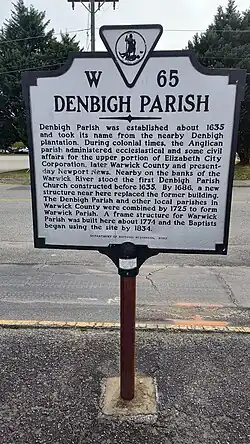 W 65
DENBIGH PARISH
Denbigh Parish was established about 1635
and took its name from the nearby Denbigh
plantation. During colonial times, the Anglican
parish administered ecclesiastical and some civil
affairs for the upper portion of Elizabeth City
Corporation, later Warwick County and present-
day Newport News. Nearby on the banks of the
Warwick River stood the first Denbigh Parish
Church constructed before 1635. By 1686, a new
structure near here replaced the former building.
The Denbigh Parish and other local parishes in
Warwick County were combined by 1725 to form
Warwick Parish. A frame structure for Warwick
Parish was built here about 1774 and the Baptists
began using the site by 1834.
DEPARTMENT OF HISTORIC RESOURCES,